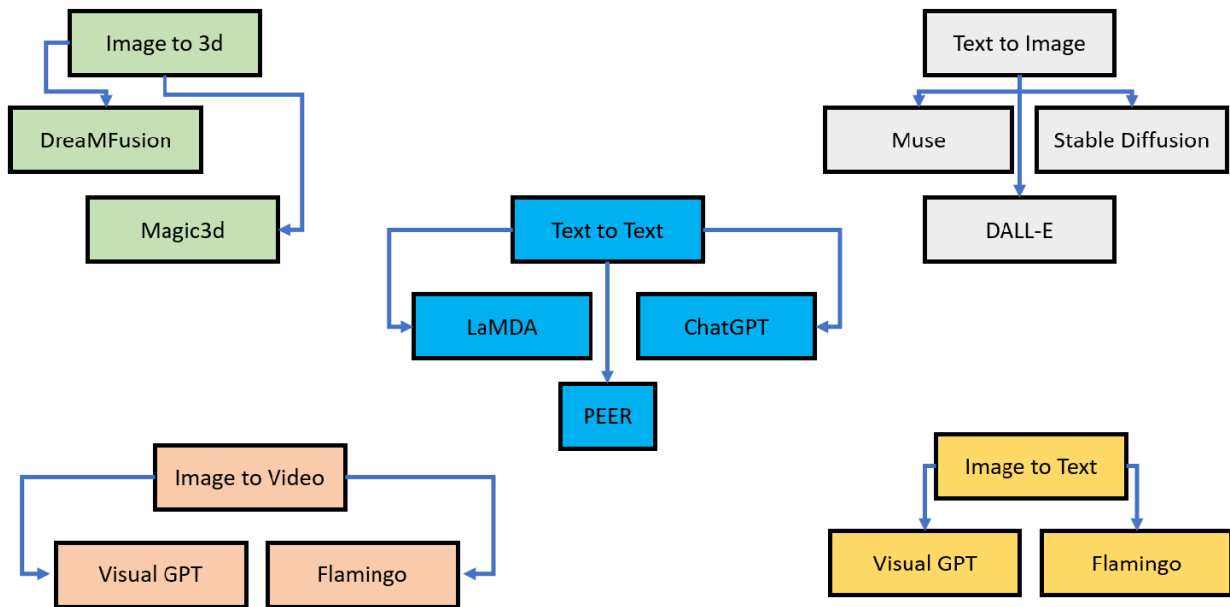 Image to 3d
Text to Image
DreaMFusion
Muse
Stable Diffusion
Magic3d
Text to Text
DALL-E
LaMDA
ChatGPT
PEER
Image to Video
Image to Text
Visual GPT
Flamingo
Visual GPT
Flamingo